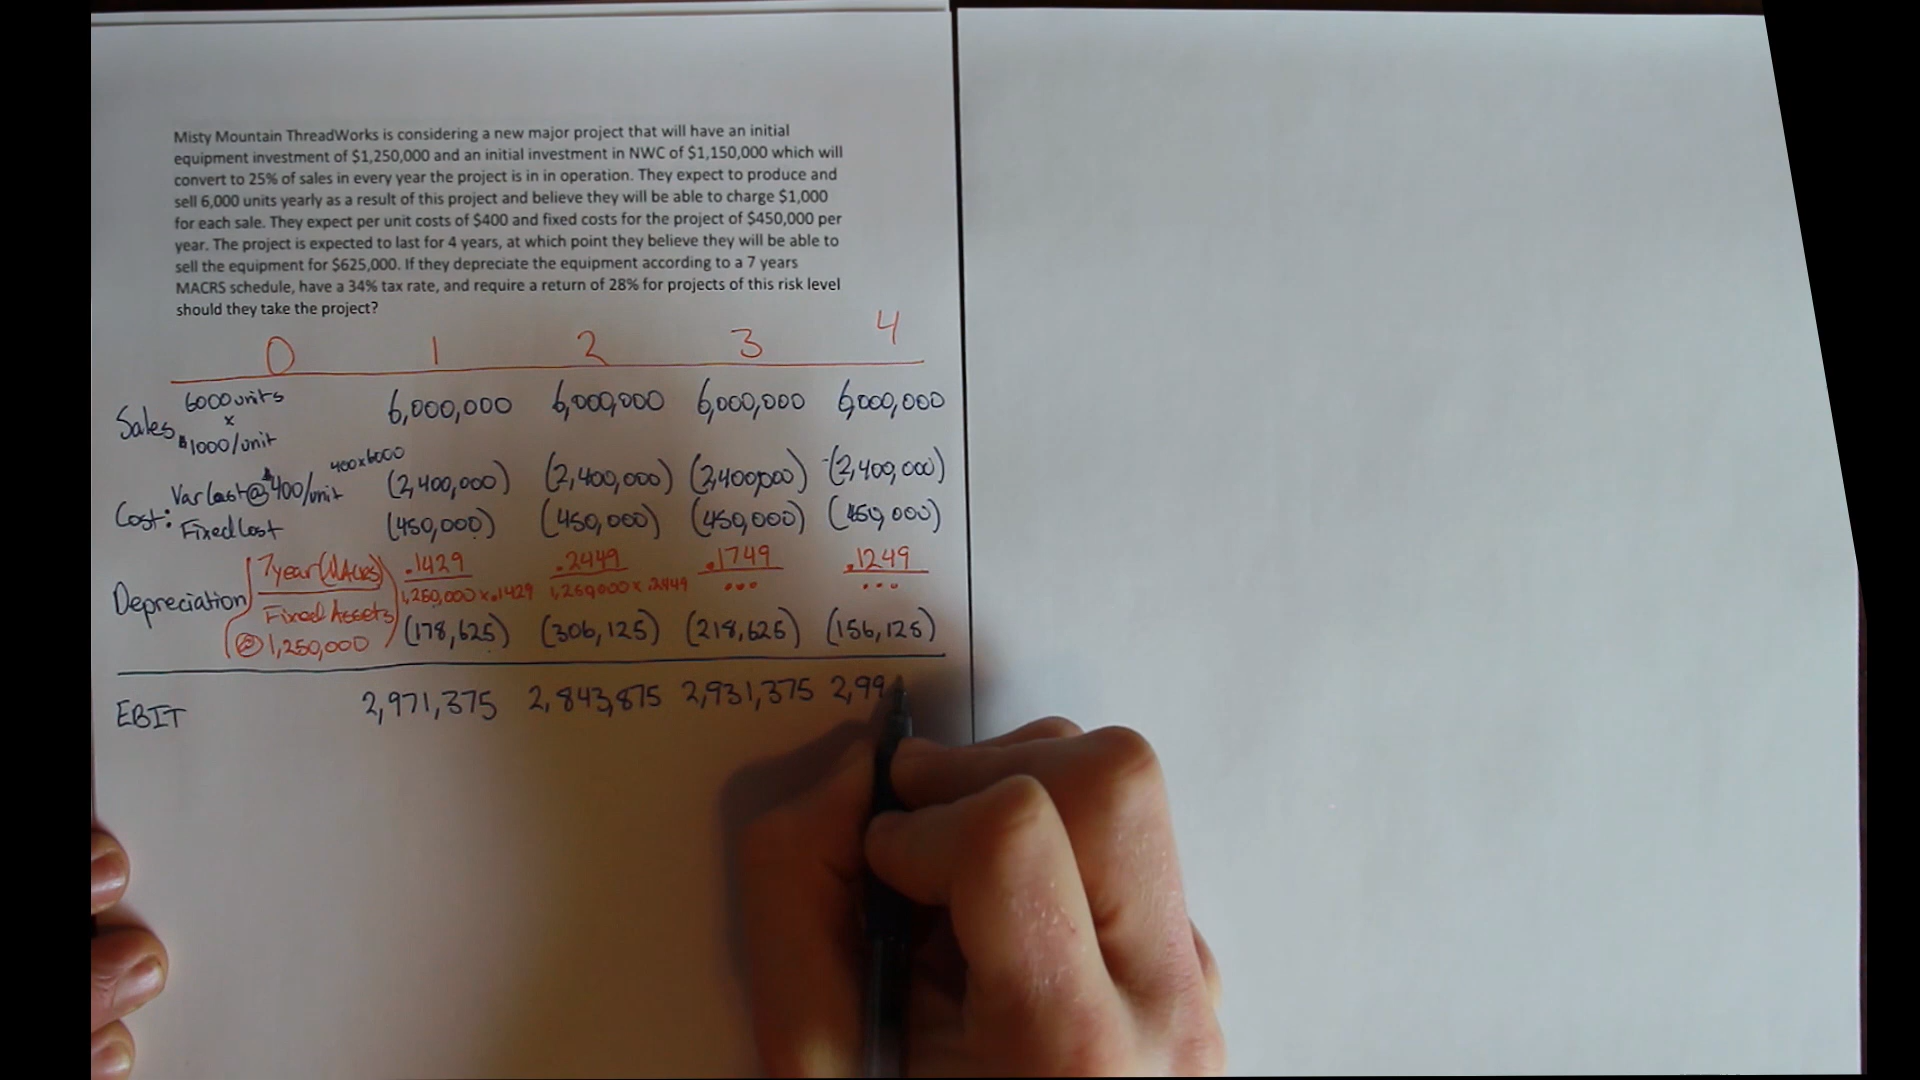 Misty Mountain ThreadWorks is considering a new major project that will have an initial
equipment investment of $1,250,000 and an initial investment in NWC of $1,150,000 which will
convert to 25% of sales in every year the project is in in operation. They expect to produce and
sell 6,000 units yearly as a result of this project and believe they will be able to charge $1,000
for each sale. They expect per unit costs of $400 and fixed costs for the project of $450,000 per
year. The project is expected to last for 4 years, at which point they believe they will be able to
sell the equipment for $625,000. If they depreciate the equipment according to a 7 years
MACRS schedule, have a 34% tax rate, and require a return of 28% for projects of this risk level
should they take the project?
0 1 2 3 4
Sales 6000 units x $1000/unit 6,000,000 6,000,000 6,000,000 6,000,000
Cost: Var Cost @ $400/unit 400x6000 (2,400,000) (2,400,000) (2,400,000) (2,400,000)
Fixed Cost (450,000) (450,000) (450,000) (450,000)
7 year (MACRS) .1429 .2449 .1749 .1249
Depreciation Fixed Assets 1,250,000 x .1429 1,250,000 x .2449 ... ...
@ 1,250,000 (178,625) (306,125) (218,625) (156,125)
EBIT 2,971,375 2,843,875 2,931,375 2,99